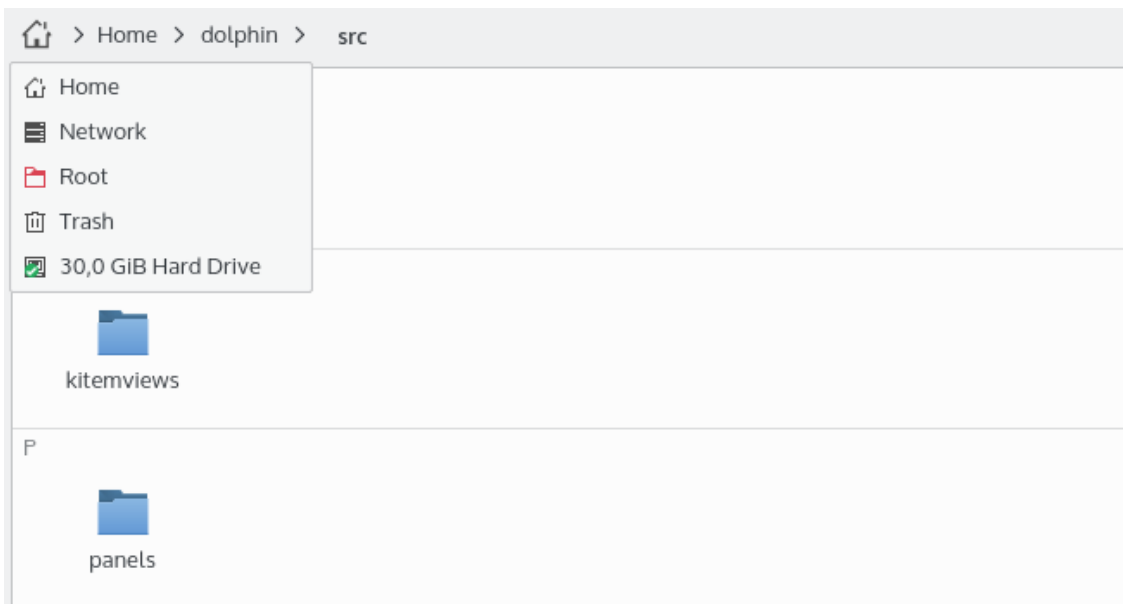 > Home > dolphin > src
Home
Network
Root
Trash
30,0 GiB Hard Drive
kitemviews
P
panels